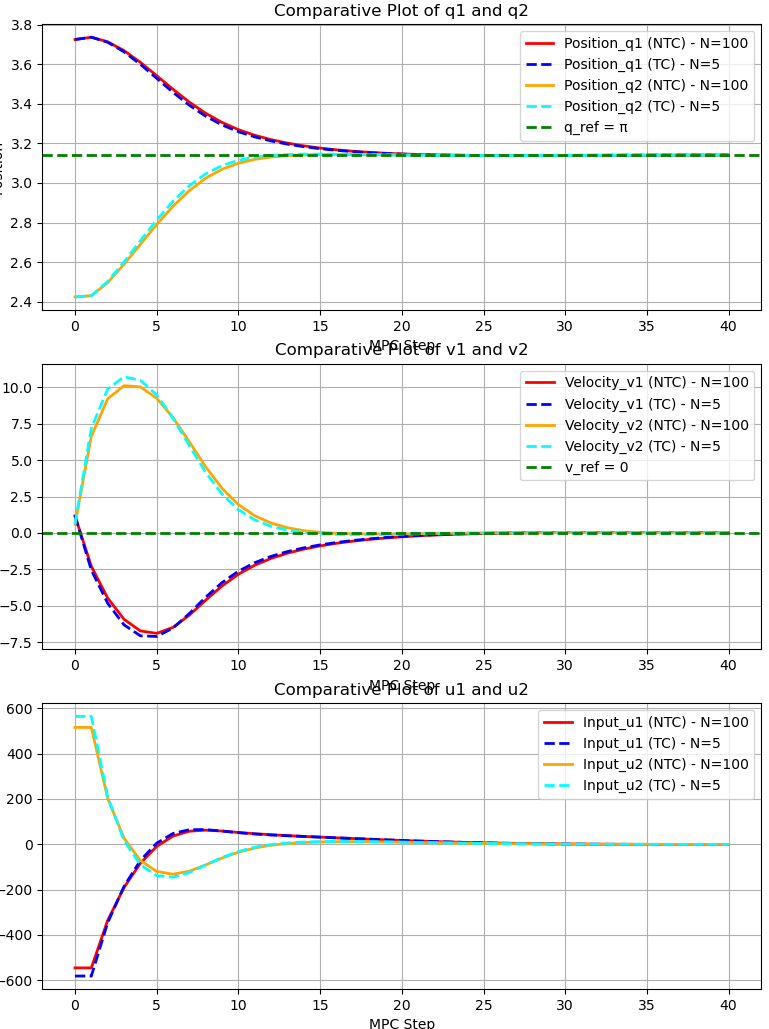 Comparative Plot of q1 and q2
3.8
3.6
3.4
3.2
3.0
2.8
2.6
2.4
Position_q1 (NTC) - N=100
Position_q1 (TC) - N=5
Position_q2 (NTC) - N=100
Position_q2 (TC) - N=5
q_ref = π
0 5 10 15 20 25 30 35 40
MPC Step
Comparative Plot of v1 and v2
10.0
7.5
5.0
2.5
0.0
−2.5
−5.0
−7.5
Velocity_v1 (NTC) - N=100
Velocity_v1 (TC) - N=5
Velocity_v2 (NTC) - N=100
Velocity_v2 (TC) - N=5
v_ref = 0
0 5 10 15 20 25 30 35 40
MPC Step
Comparative Plot of u1 and u2
600
400
200
0
−200
−400
−600
Input_u1 (NTC) - N=100
Input_u1 (TC) - N=5
Input_u2 (NTC) - N=100
Input_u2 (TC) - N=5
0 5 10 15 20 25 30 35 40
MPC Step